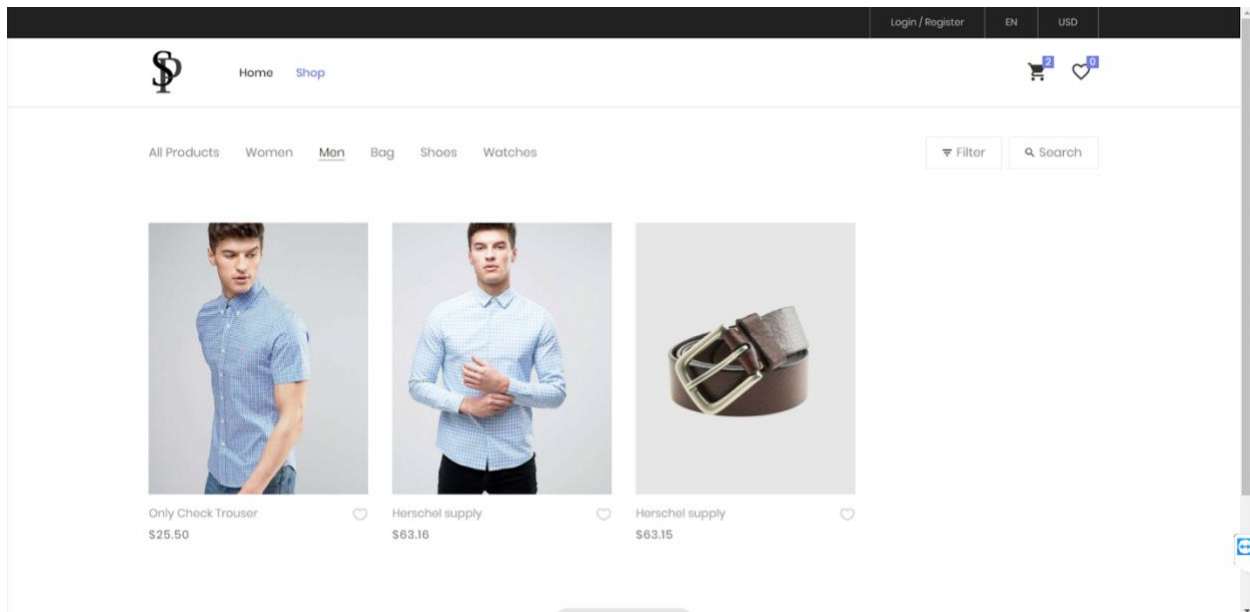 Login / Register EN USD
SP Home Shop 2 0
All Products Women Men Bag Shoes Watches Filter Search
Only Check Trouser Herschel supply Herschel supply
$25.50 $63.16 $63.15